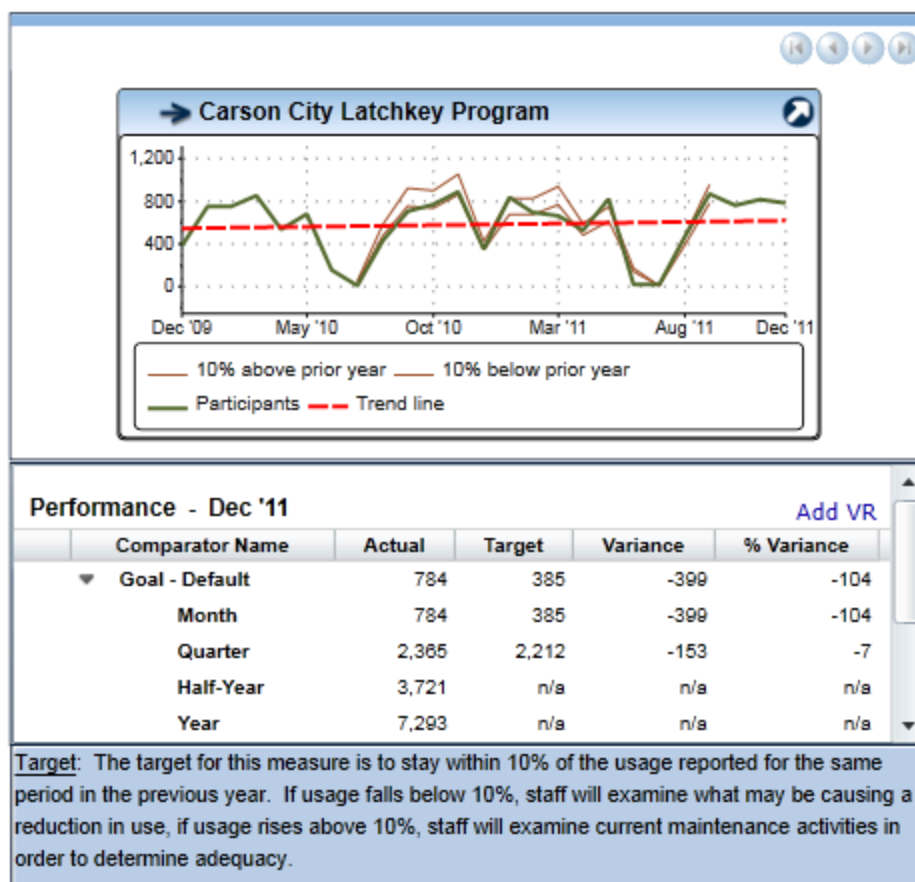 Carson City Latchkey Program
1,200
800
400
0
Dec '09 May '10 Oct '10 Mar '11 Aug '11 Dec '11
10% above prior year 10% below prior year
Participants Trend line
Performance - Dec '11 Add VR
Comparator Name Actual Target Variance % Variance
Goal - Default 784 385 -399 -104
Month 784 385 -399 -104
Quarter 2,365 2,212 -153 -7
Half-Year 3,721 n/a n/a n/a
Year 7,293 n/a n/a n/a
Target: The target for this measure is to stay within 10% of the usage reported for the same
period in the previous year. If usage falls below 10%, staff will examine what may be causing a
reduction in use, if usage rises above 10%, staff will examine current maintenance activities in
order to determine adequacy.